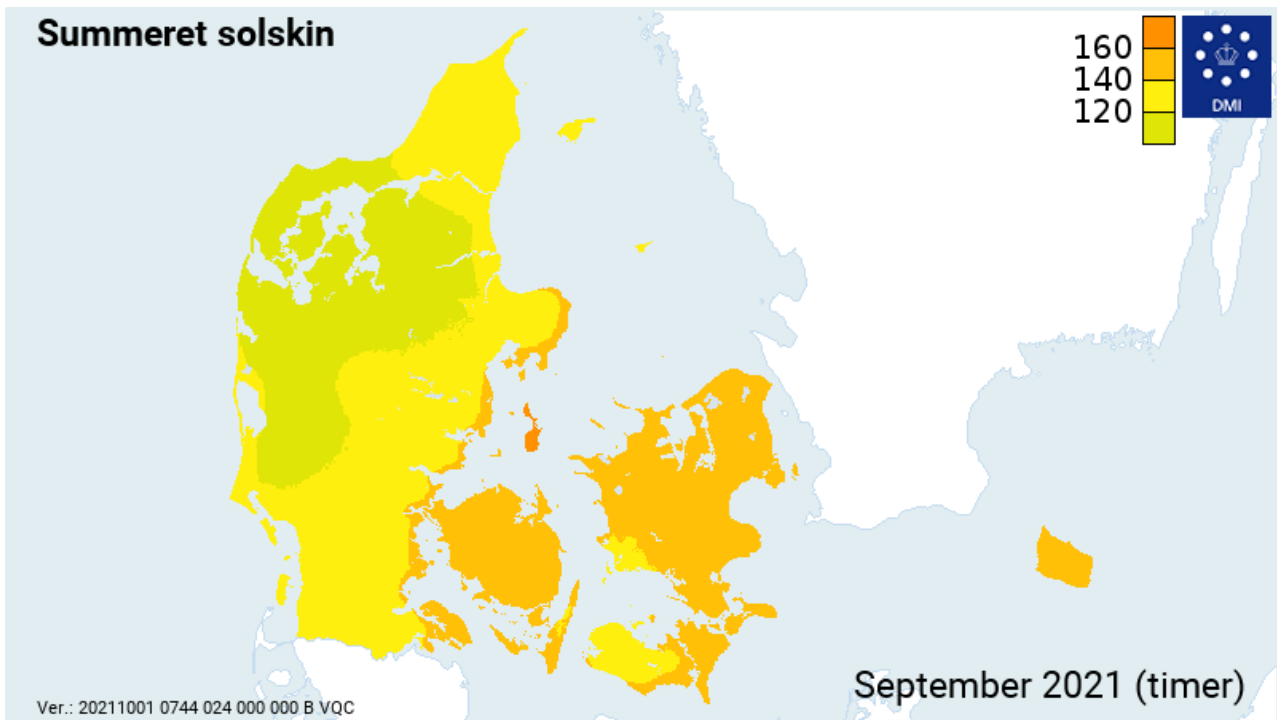 Summeret solskin
160
140
120
DMI
September 2021 (timer)
Ver.: 20211001 0744 024 000 000 B VQC